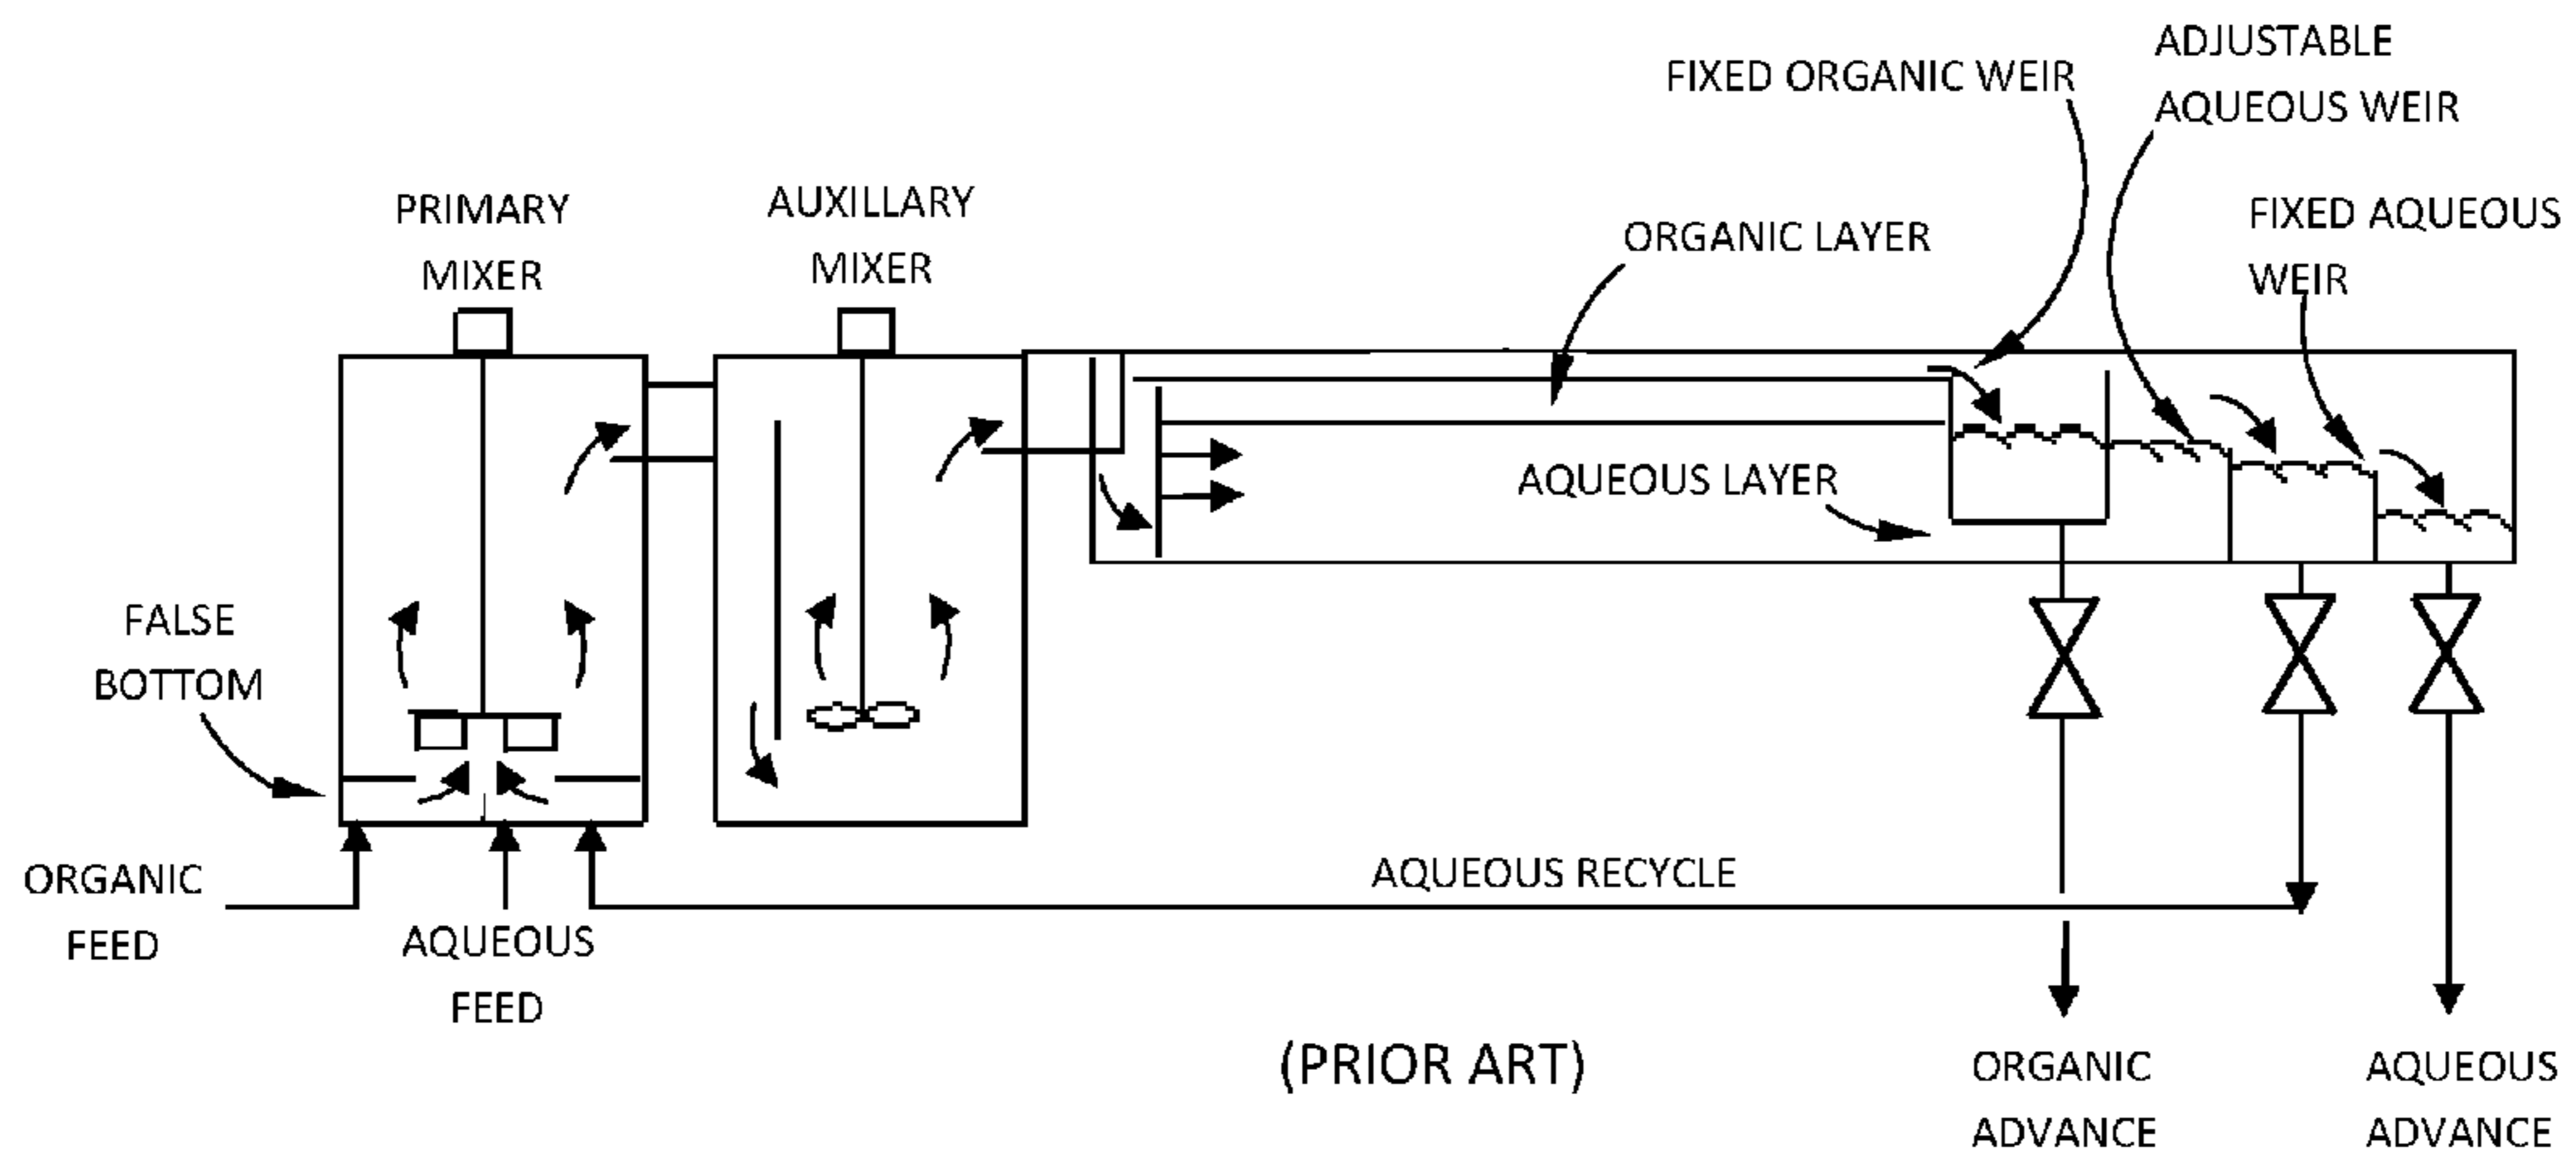 ADJUSTABLE
AQUEOUS WEIR
FIXED ORGANIC WEIR
PRIMARY
MIXER
AUXILLARY
MIXER
ORGANIC LAYER
FIXED AQUEOUS
WEIR
AQUEOUS LAYER
FALSE
BOTTOM
ORGANIC
FEED
AQUEOUS
FEED
AQUEOUS RECYCLE
(PRIOR ART)
ORGANIC
ADVANCE
AQUEOUS
ADVANCE